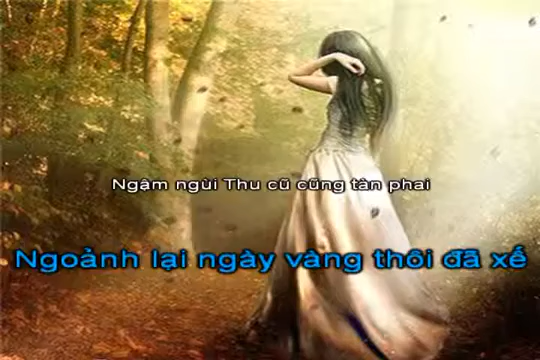 Ngậm ngùi Thu cũ cũng tàn phai
Ngoảnh lại ngày vàng thôi đã xế